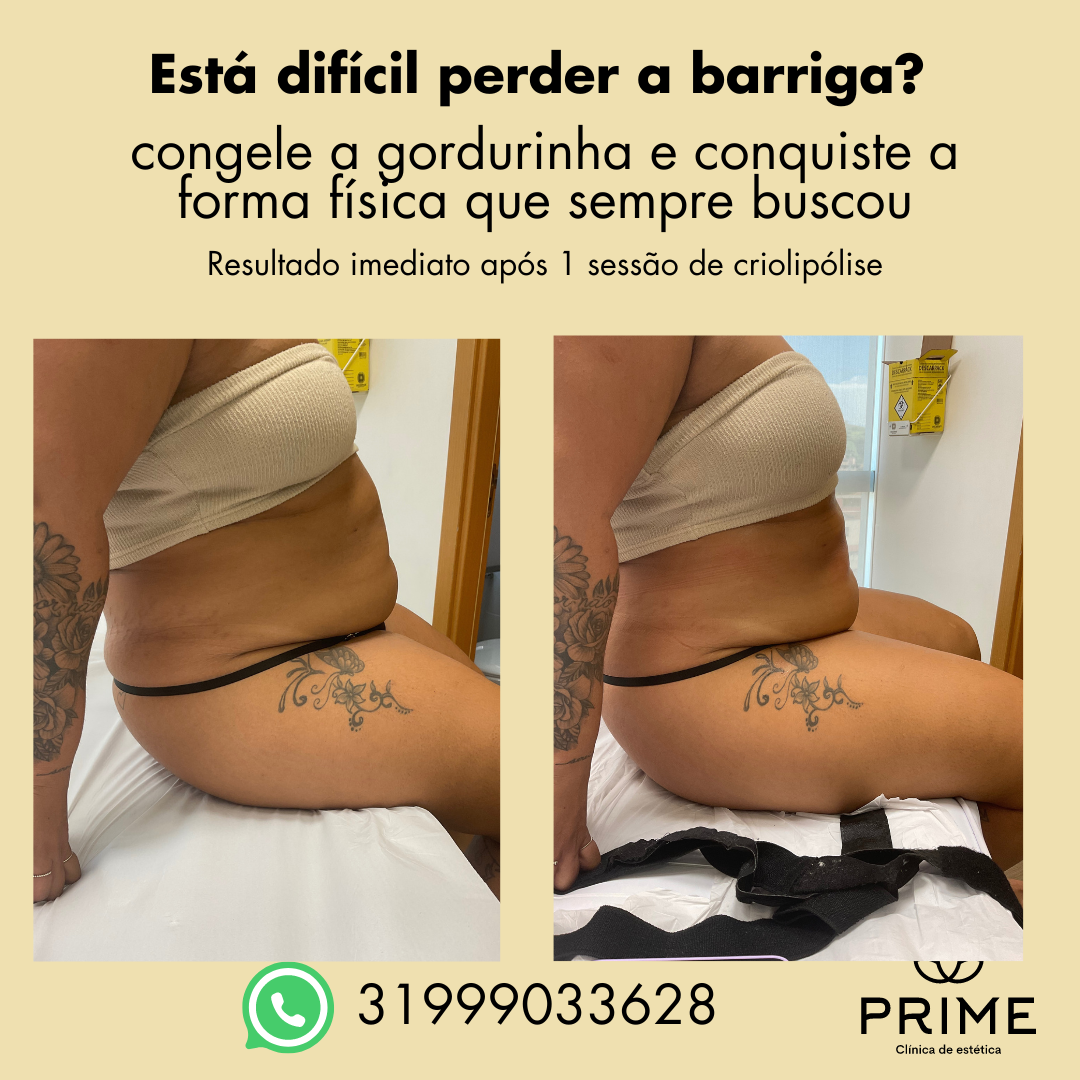 Está difícil perder a barriga?
congele a gordurinha e conquiste a
forma física que sempre buscou
Resultado imediato após 1 sessão de criolipólise
DESCARPACK
31999033628
PRIME
Clínica de estética